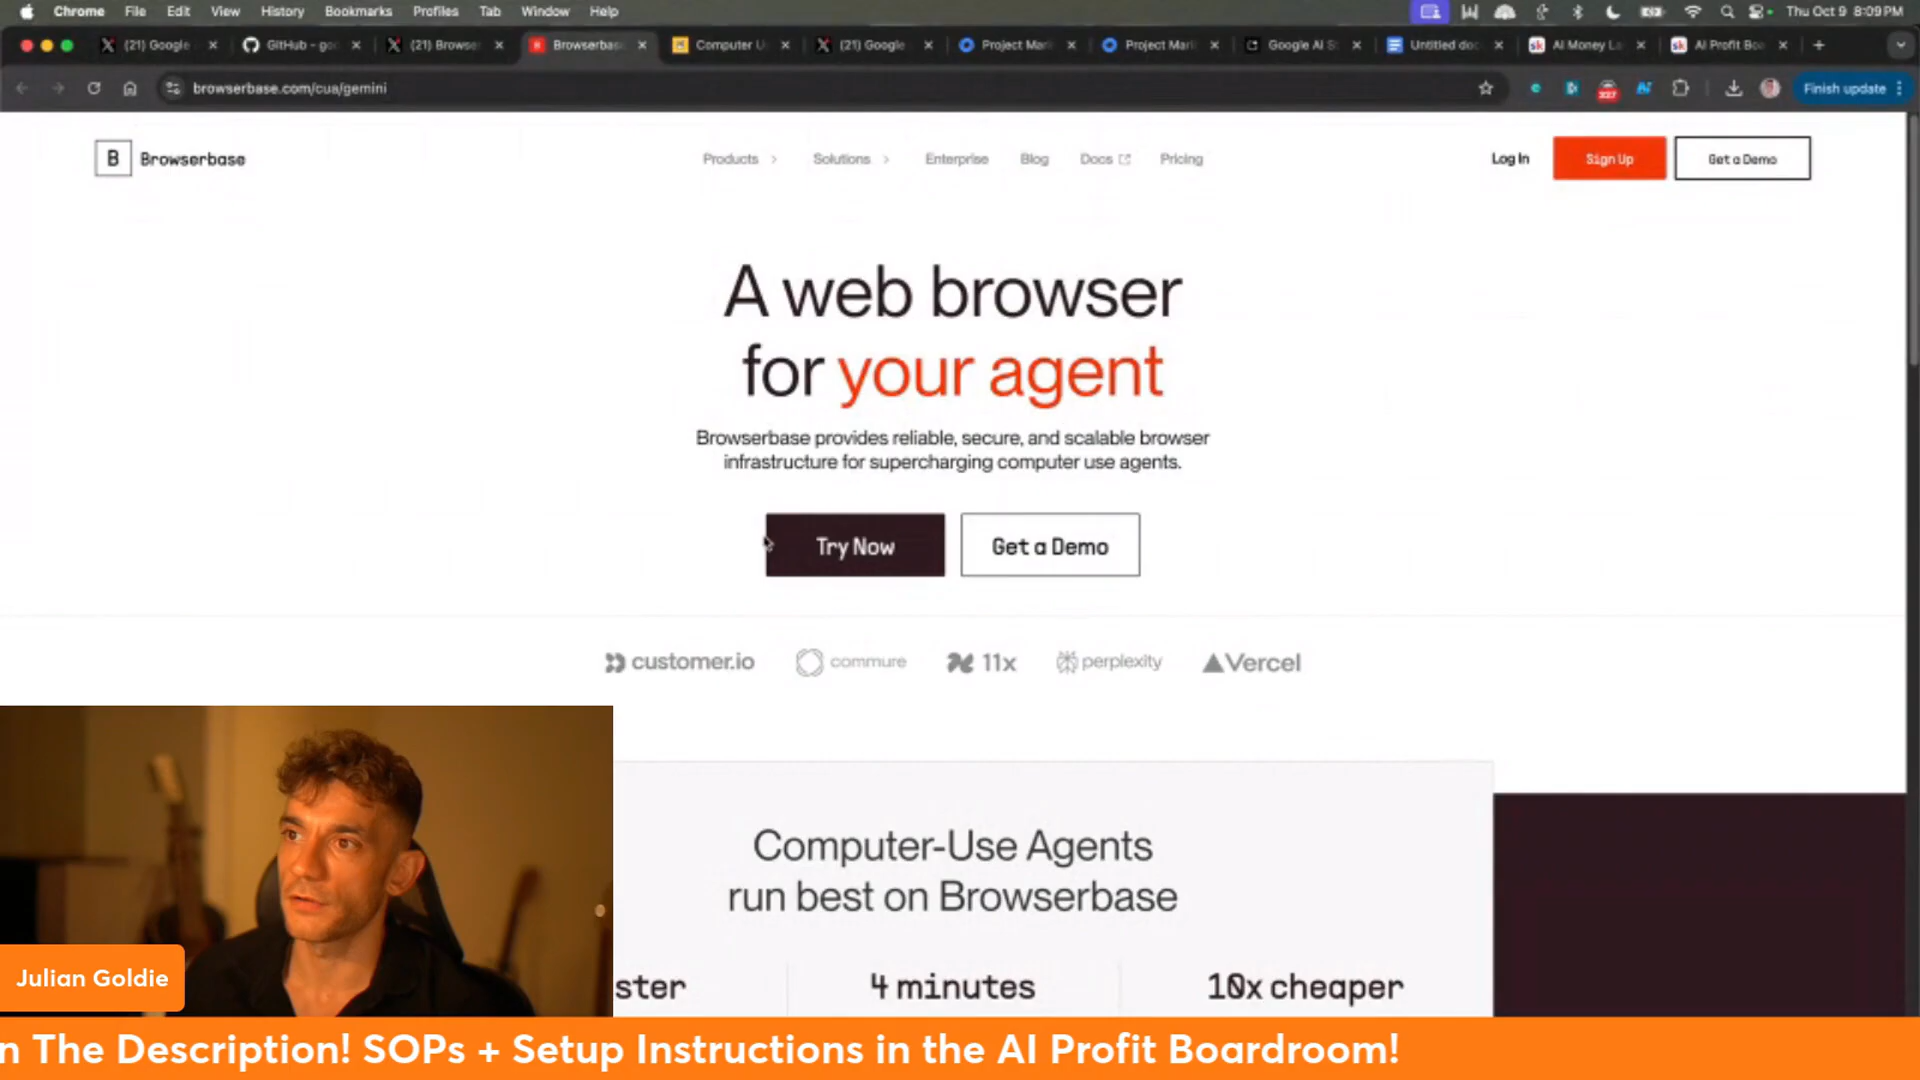 Chrome File Edit View History Bookmarks Profiles Tab Window Help Thu Oct 9 8:09 PM
(21) Google GitHub - goo (21) Browser Browserbas Computer U (21) Google Project Mari Project Mari Google AI S Untitled doc AI Money La AI Profit Boa
browserbase.com/cua/gemini Finish update
B Browserbase Products Solutions Enterprise Blog Docs Pricing Log In Sign Up Get a Demo
A web browser
for your agent
Browserbase provides reliable, secure, and scalable browser
infrastructure for supercharging computer use agents.
Try Now Get a Demo
customer.io commure 11x perplexity Vercel
Computer-Use Agents
run best on Browserbase
ster 4 minutes 10x cheaper
Julian Goldie
n The Description! SOPs + Setup Instructions in the AI Profit Boardroom!